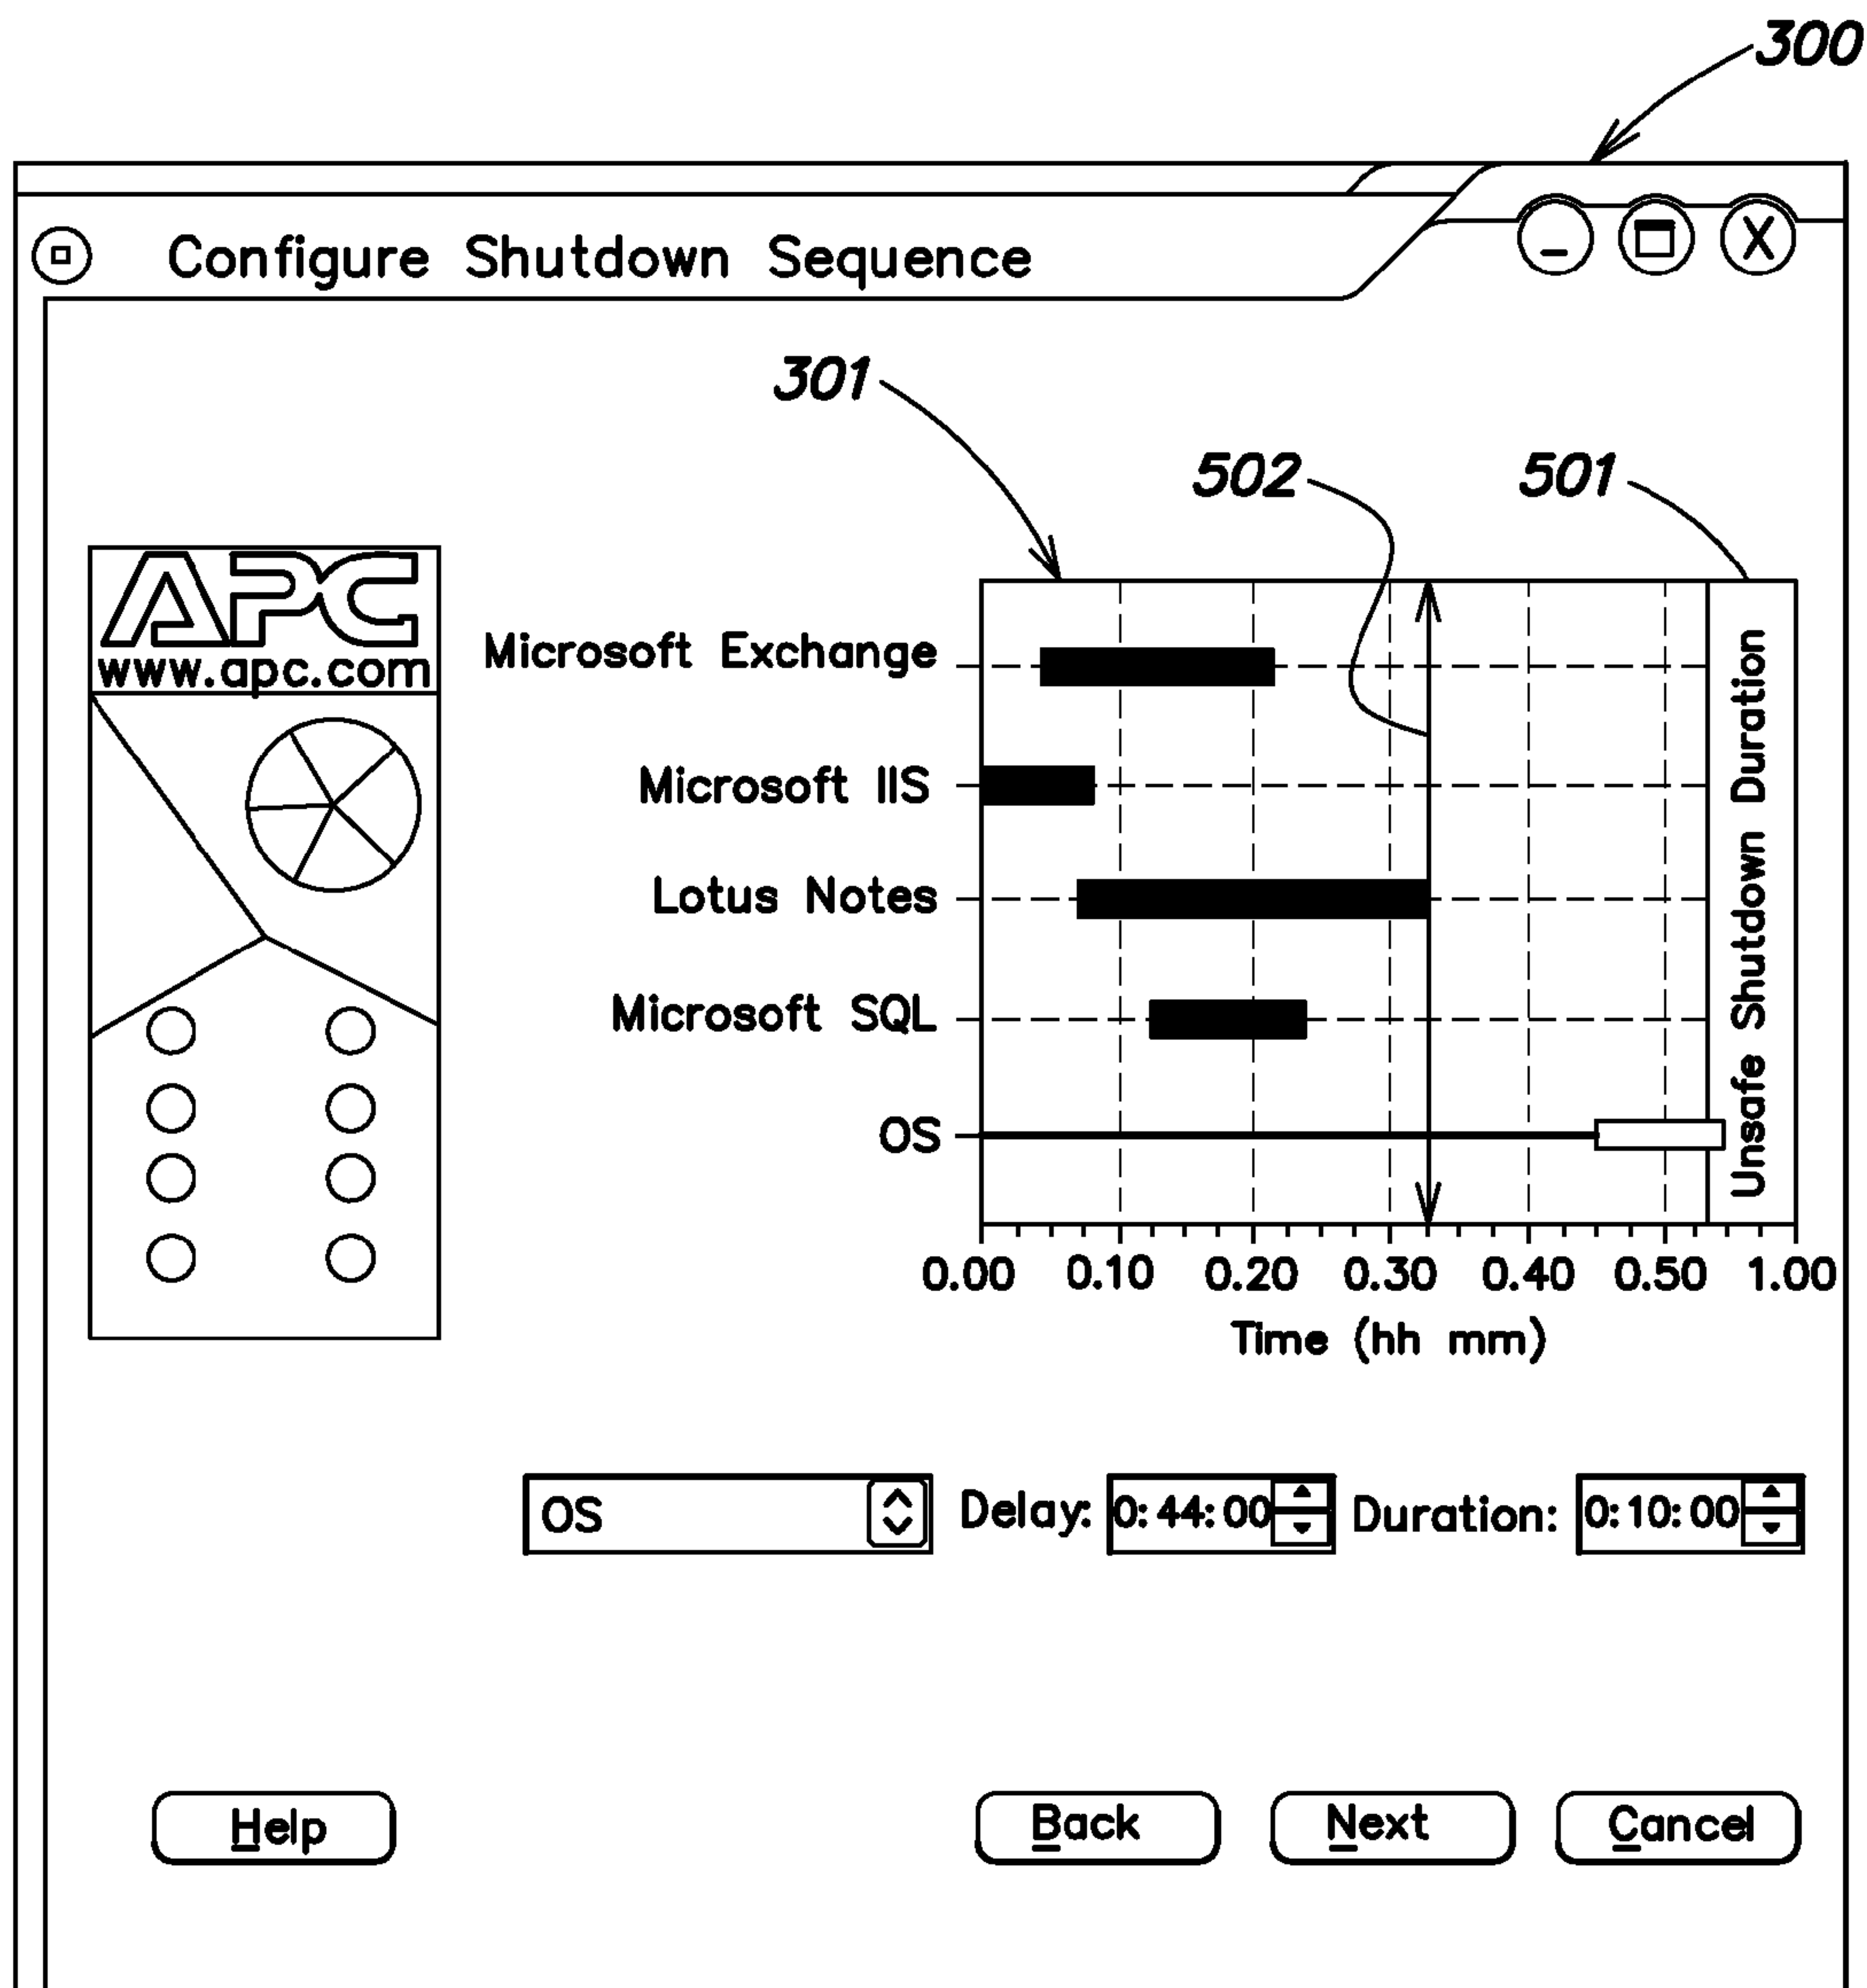 300
Configure Shutdown Sequence
301
502
501
APC
www.apc.com
Microsoft Exchange
Microsoft IIS
Lotus Notes
Microsoft SQL
OS
Unsafe Shutdown Duration
0.00 0.10 0.20 0.30 0.40 0.50 1.00
Time (hh mm)
OS Delay: 0:44:00 Duration: 0:10:00
Help Back Next Cancel